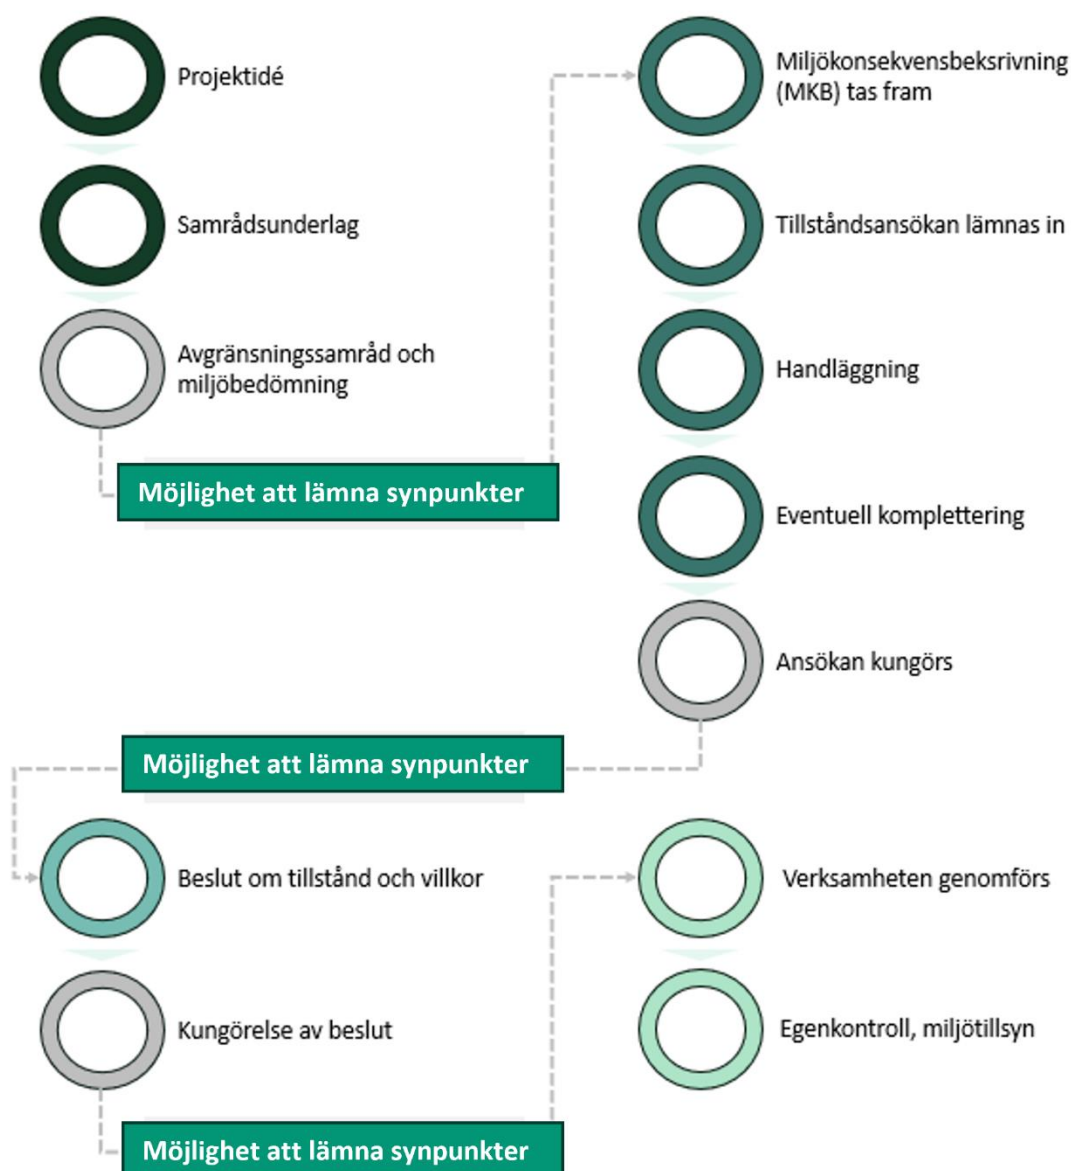 Projektidé
Samrådsunderlag
Avgränsningssamråd och
miljöbedömning
Möjlighet att lämna synpunkter
Miljökonsekvensbeksrivning
(MKB) tas fram
Tillståndsansökan lämnas in
Handläggning
Eventuell komplettering
Ansökan kungörs
Möjlighet att lämna synpunkter
Beslut om tillstånd och villkor
Kungörelse av beslut
Möjlighet att lämna synpunkter
Verksamheten genomförs
Egenkontroll, miljötillsyn